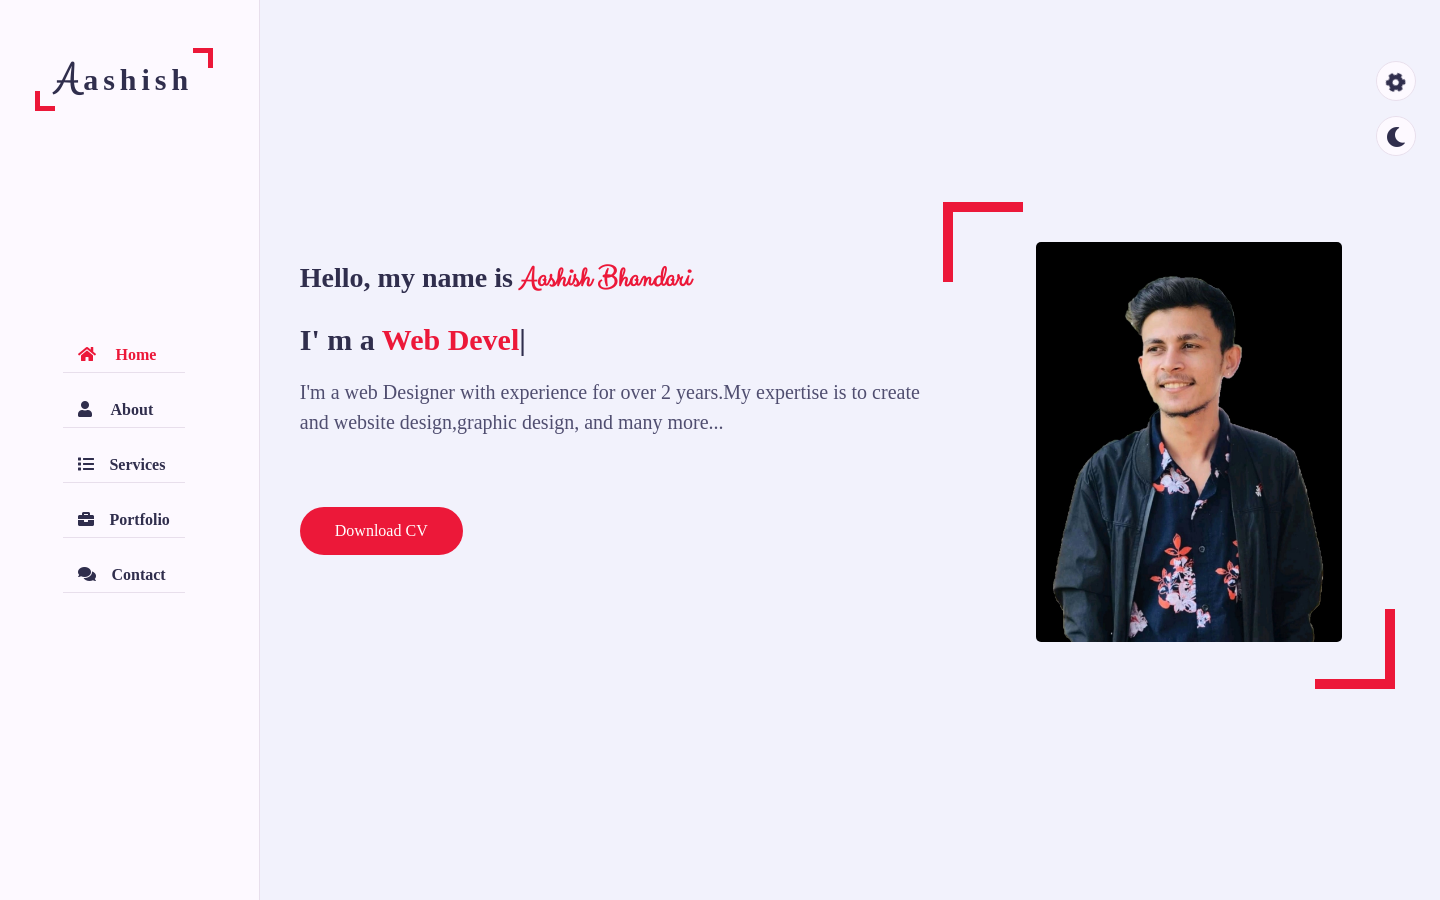 Aashish
Home
About
Services
Portfolio
Contact
Hello, my name is Aashish Bhandari
I' m a Web Devel|
I'm a web Designer with experience for over 2 years.My expertise is to create
and website design,graphic design, and many more...
Download CV